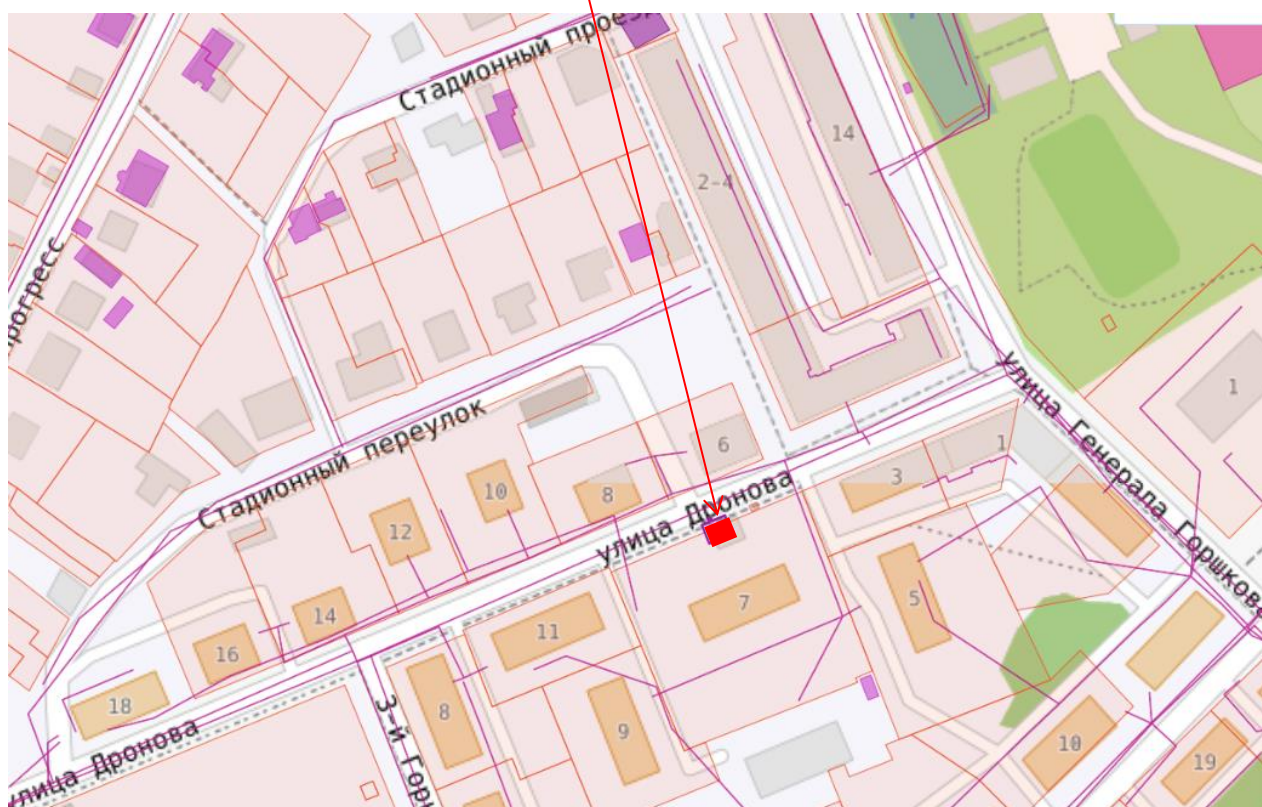 Стадионный проезд
14
2-4
рогресс
1
улица Генерала Горшкова
6
1
3
Стадионный переулок
10
8
улица Дронова
12
7
5
14
11
16
18
8
9
10
19
3-й Гор
улица Дронова